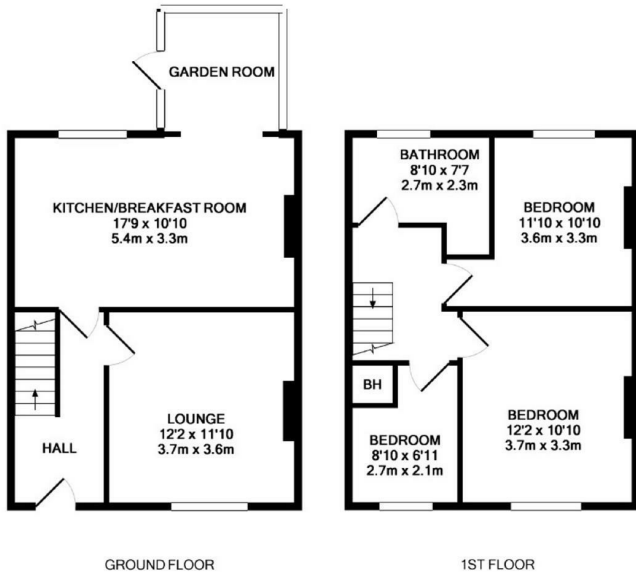 GARDEN ROOM
KITCHEN/BREAKFAST ROOM
17'9 x 10'10
5.4m x 3.3m
LOUNGE
12'2 x 11'10
3.7m x 3.6m
HALL
GROUND FLOOR
BATHROOM
8'10 x 7'7
2.7m x 2.3m
BEDROOM
11'10 x 10'10
3.6m x 3.3m
BH
BEDROOM
8'10 x 6'11
2.7m x 2.1m
BEDROOM
12'2 x 10'10
3.7m x 3.3m
1ST FLOOR